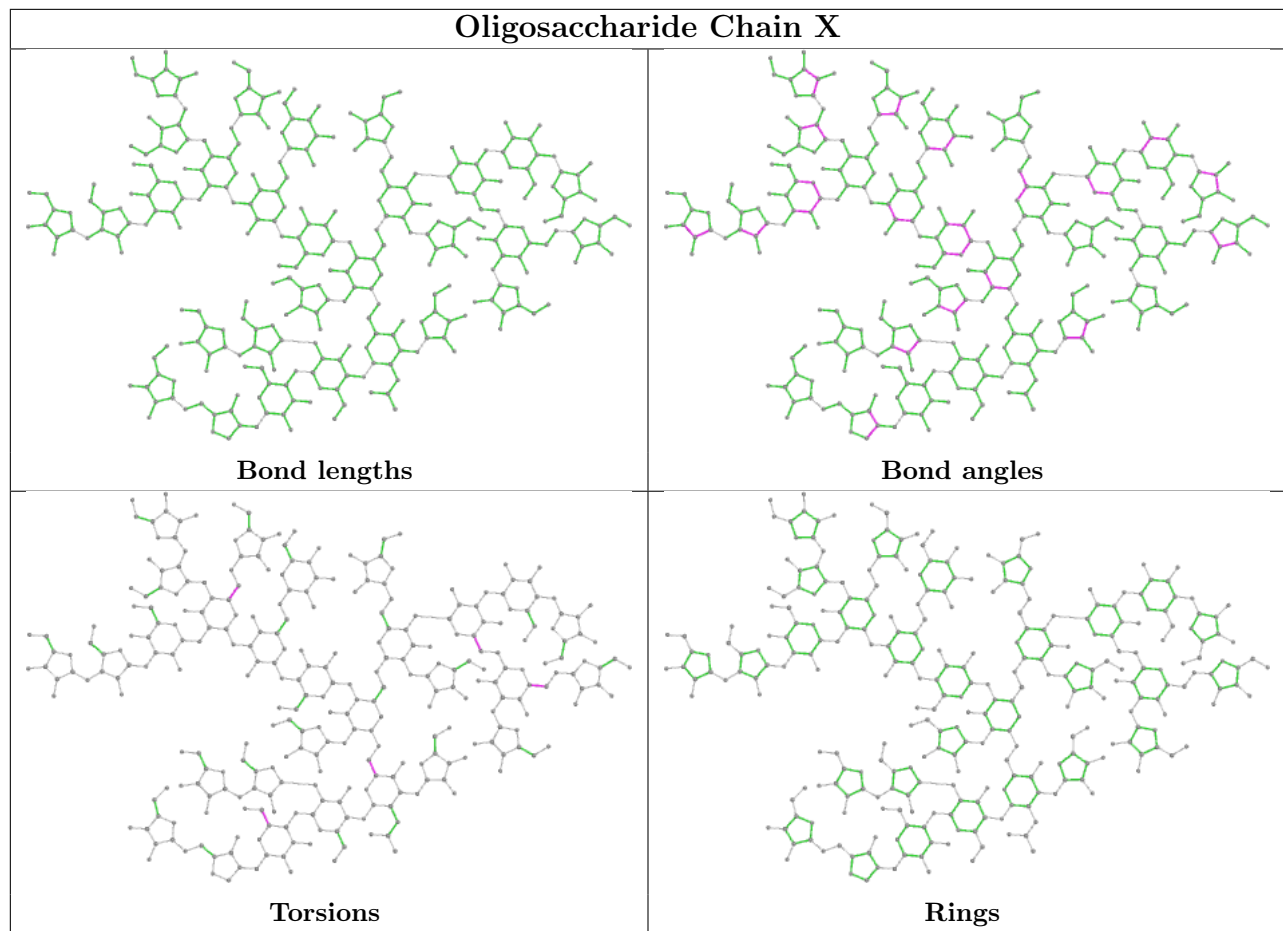 Oligosaccharide Chain X
Bond lengths
Bond angles
Torsions
Rings